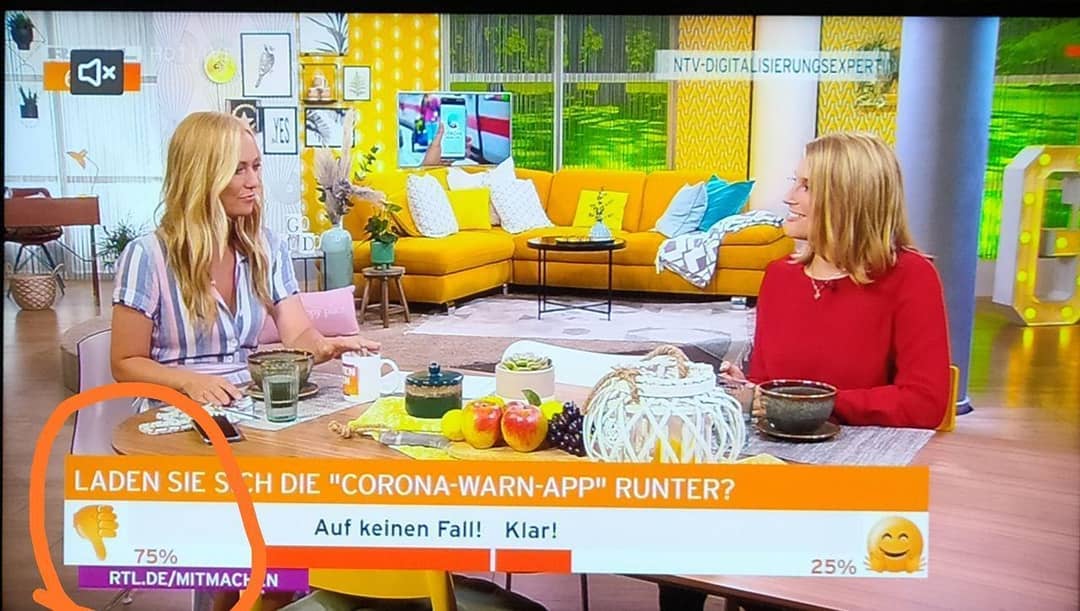 NTV-DIGITALISIERUNGSEXPERT
YES
LADEN SIE SICH DIE "CORONA-WARN-APP" RUNTER?
Auf keinen Fall! Klar!
75%
25%
RTL.DE/MITMACHEN